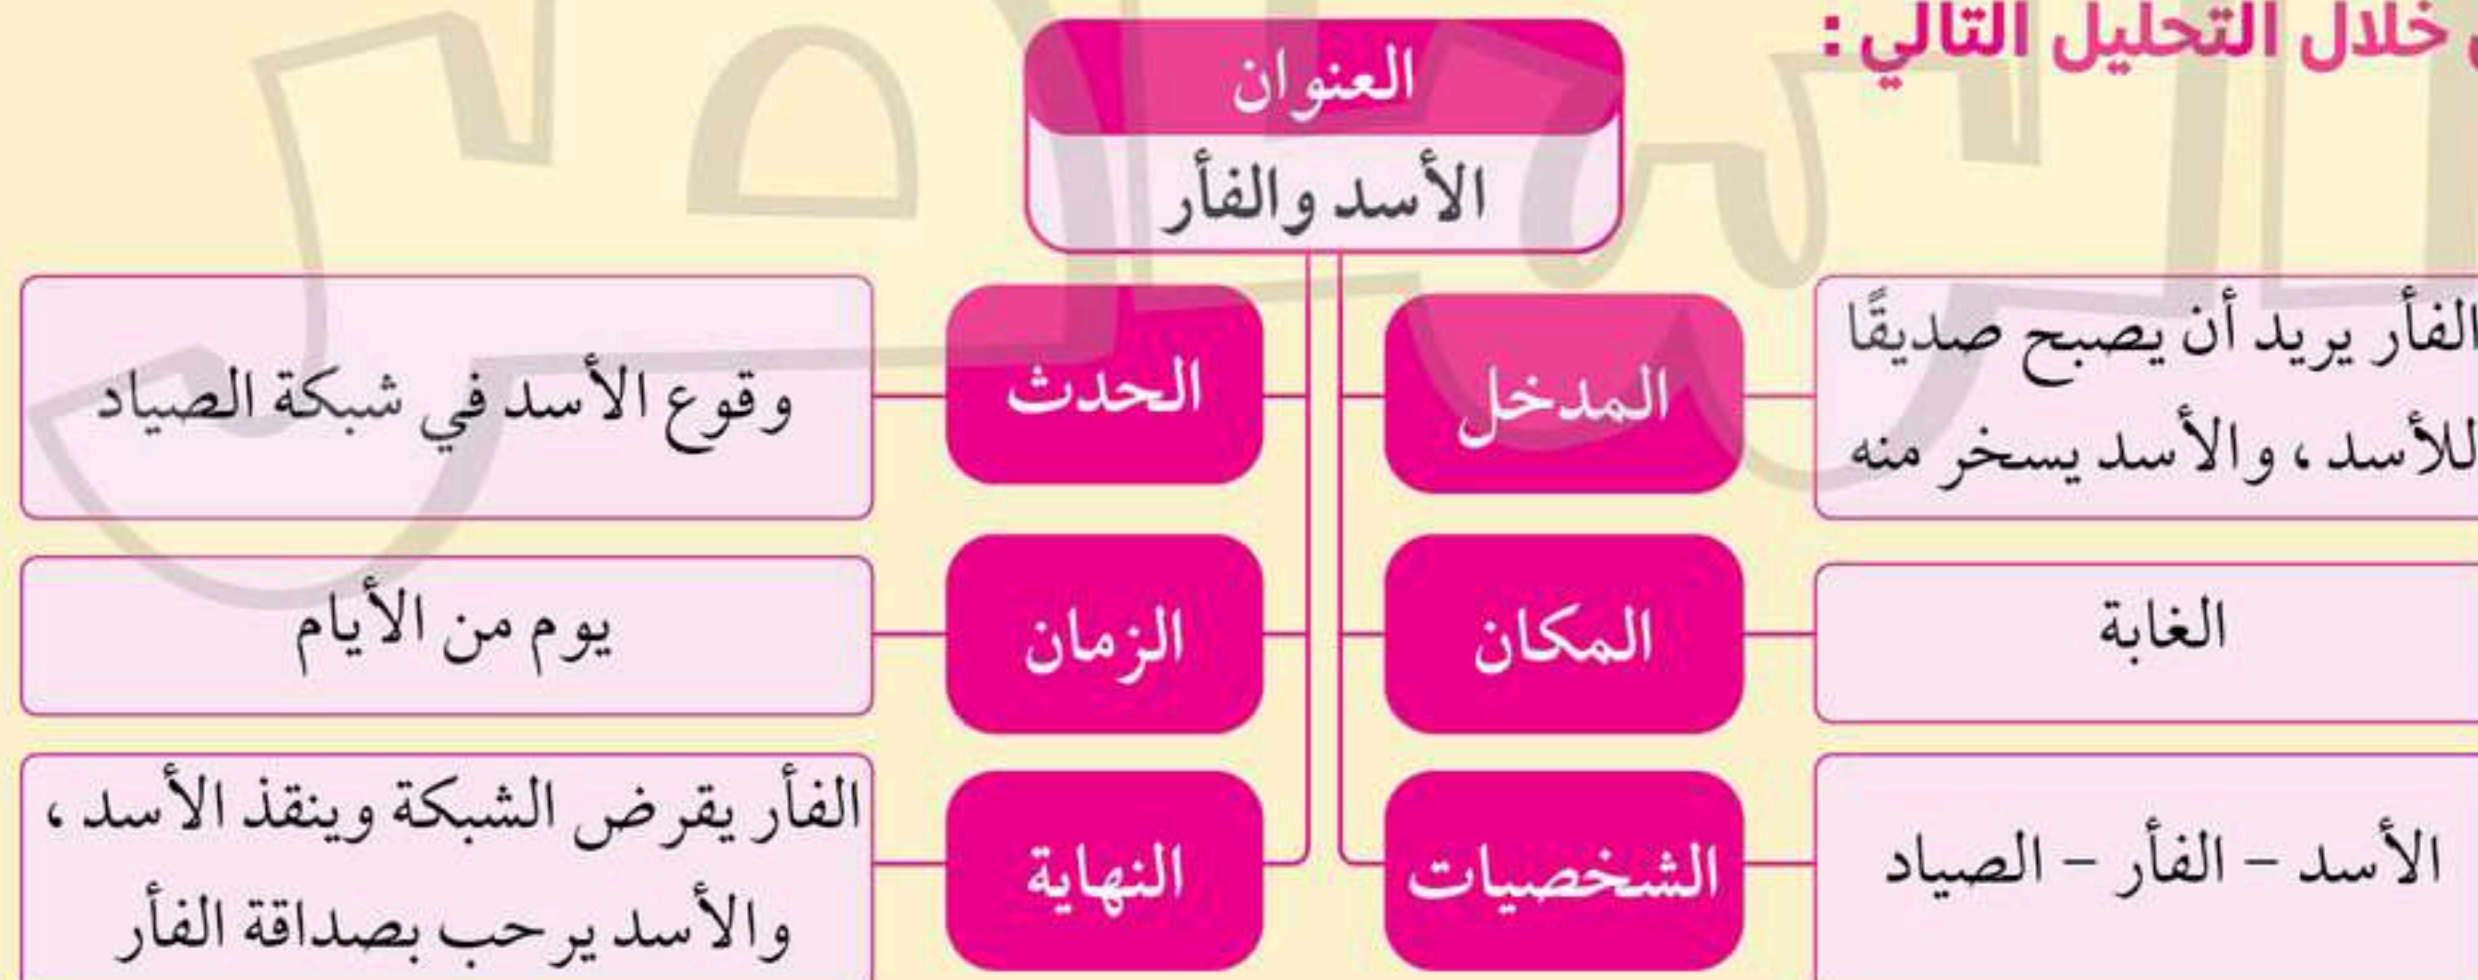 خلال التحليل التالي :
العنوان
الأسد والفأر
المدخل
الفأر يريد أن يصبح صديقًا
للأسد ، والأسد يسخر منه
الحدث
وقوع الأسد في شبكة الصياد
المكان
الغابة
الزمان
يوم من الأيام
الشخصيات
الأسد – الفأر – الصياد
النهاية
الفأر يقرض الشبكة وينقذ الأسد ،
والأسد يرحب بصداقة الفأر